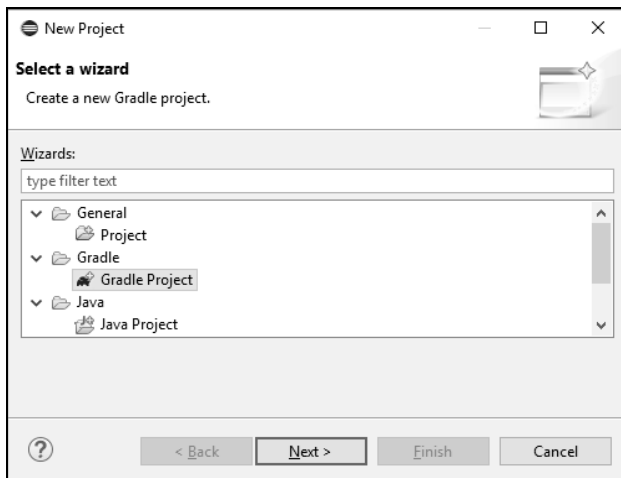 New Project
Select a wizard
Create a new Gradle project.
Wizards:
type filter text
General
Project
Gradle
Gradle Project
Java
Java Project
?
< Back Next > Finish Cancel